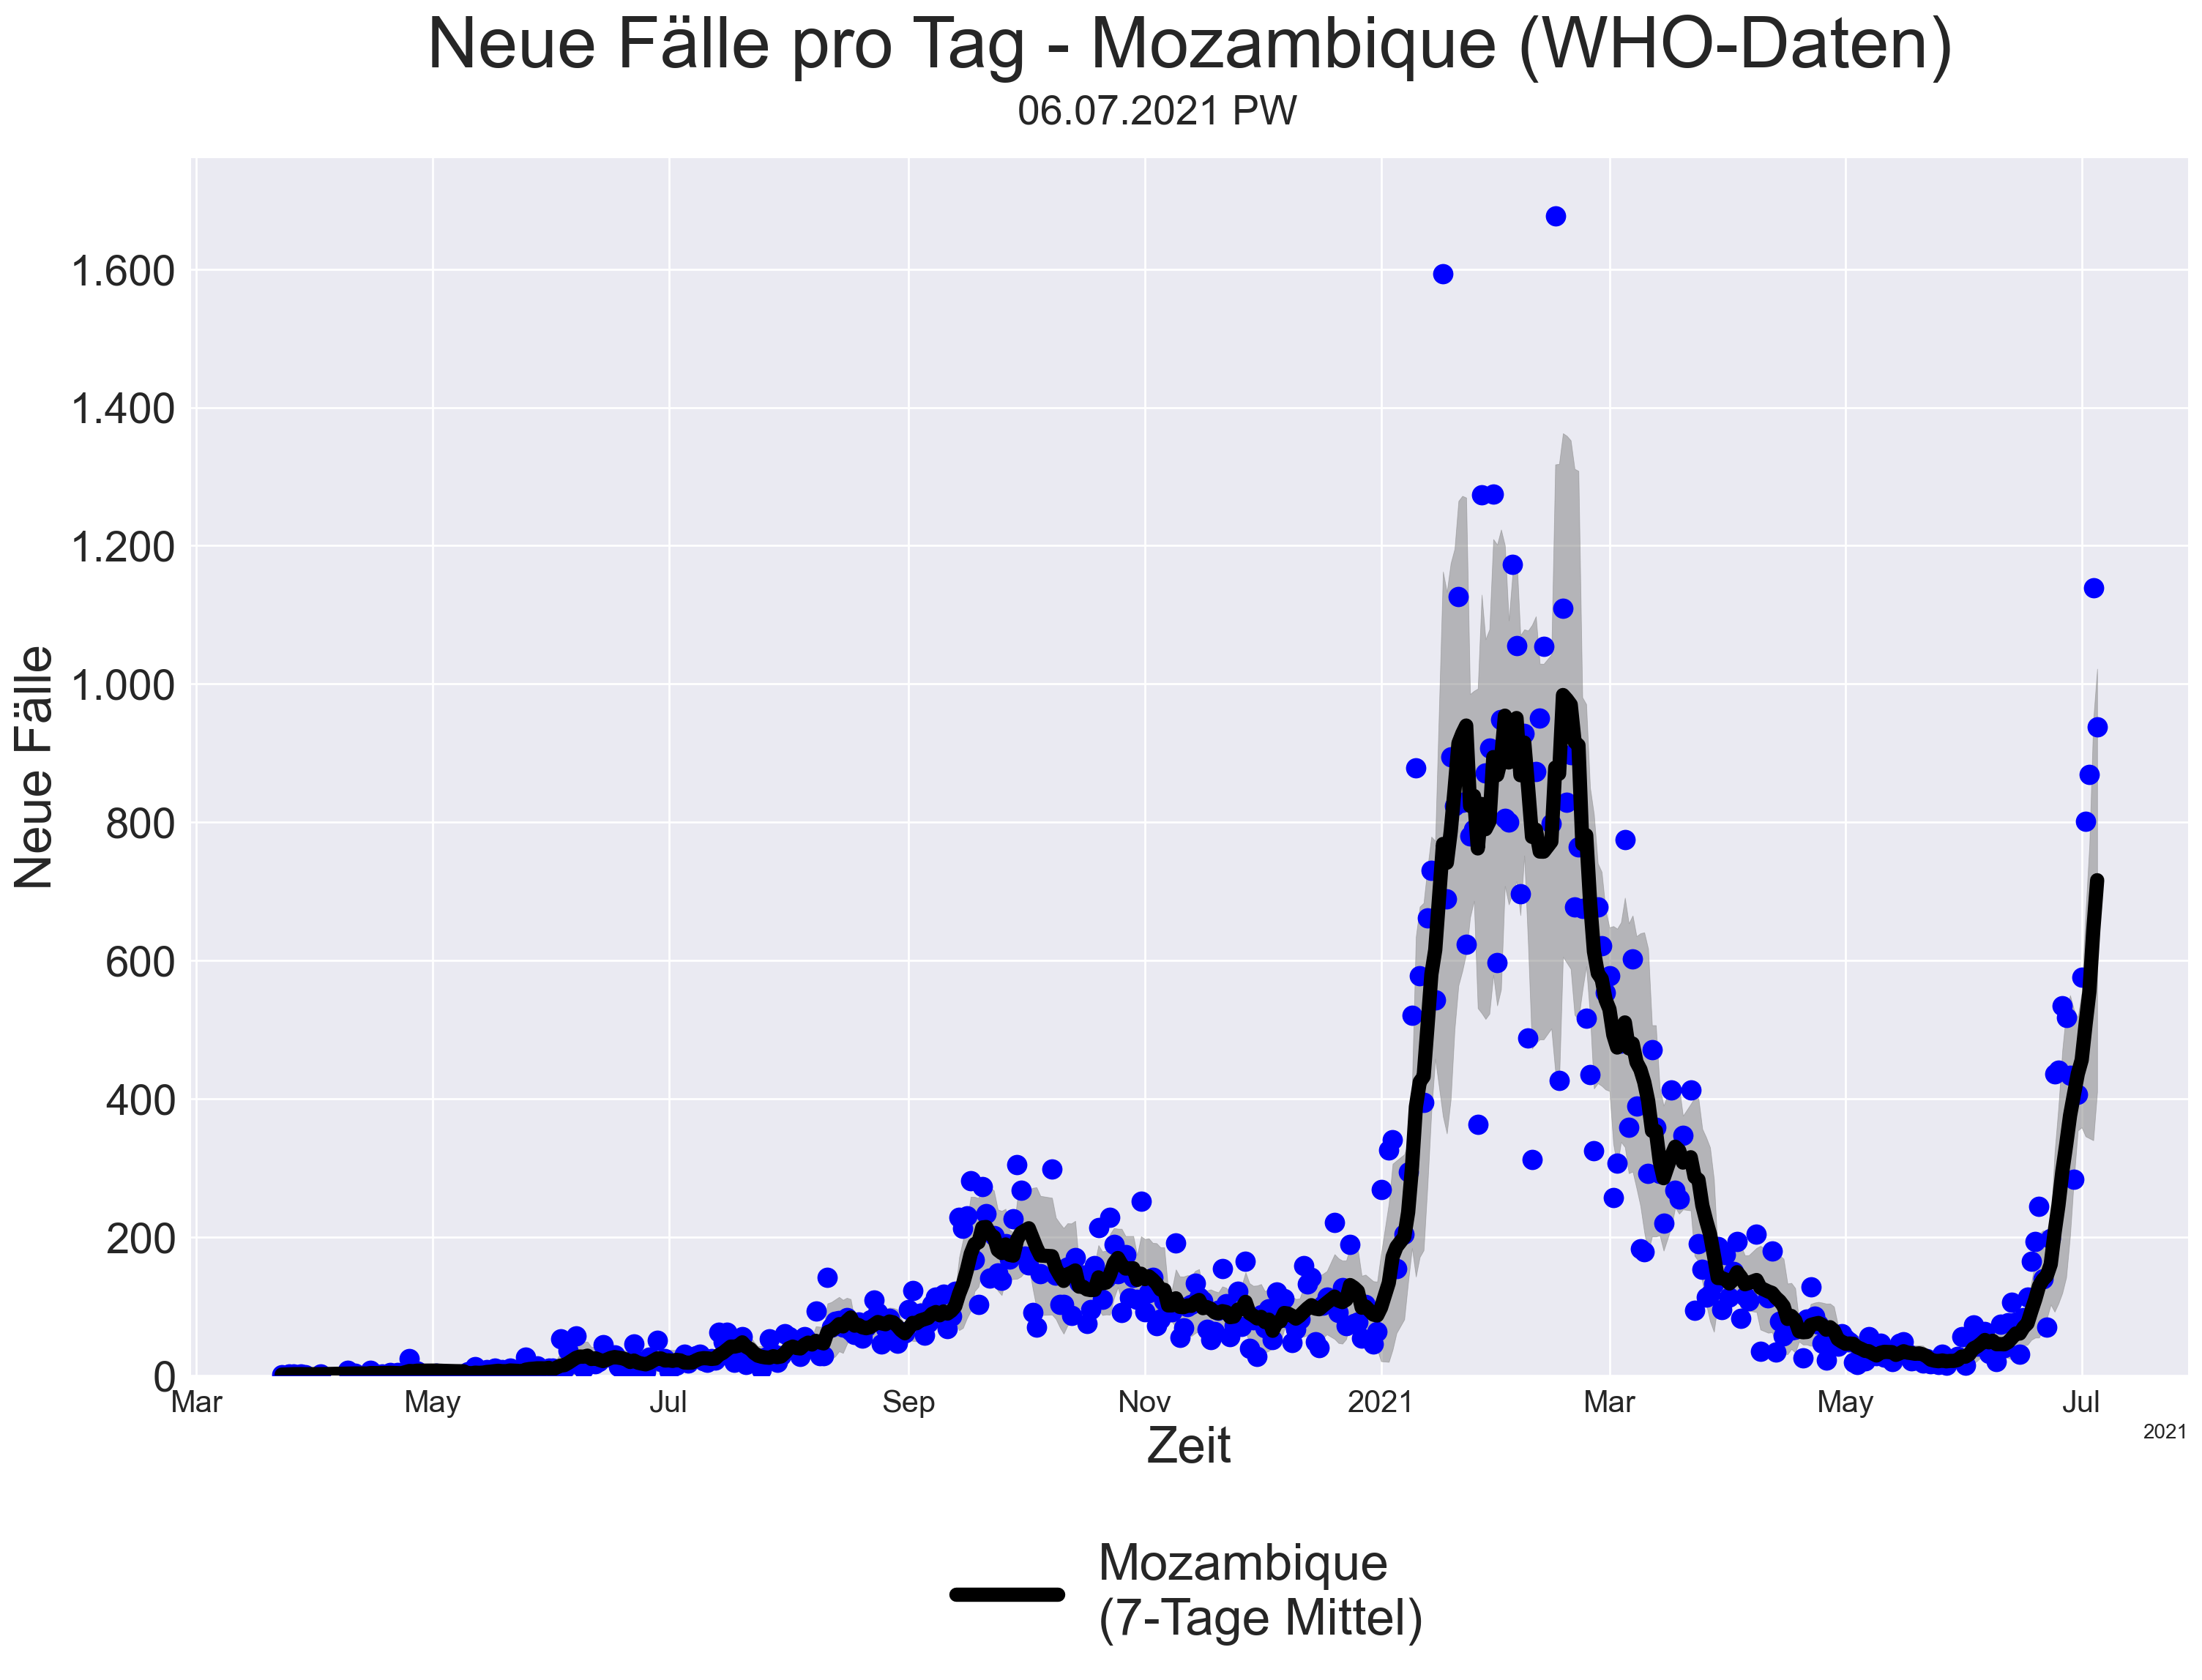 Neue Fälle pro Tag - Mozambique (WHO-Daten)
06.07.2021 PW
Neue Fälle
1.600
1.400
1.200
1.000
800
600
400
200
0
Mar May Jul Sep Nov 2021 Mar May Jul
2021
Zeit
Mozambique
(7-Tage Mittel)